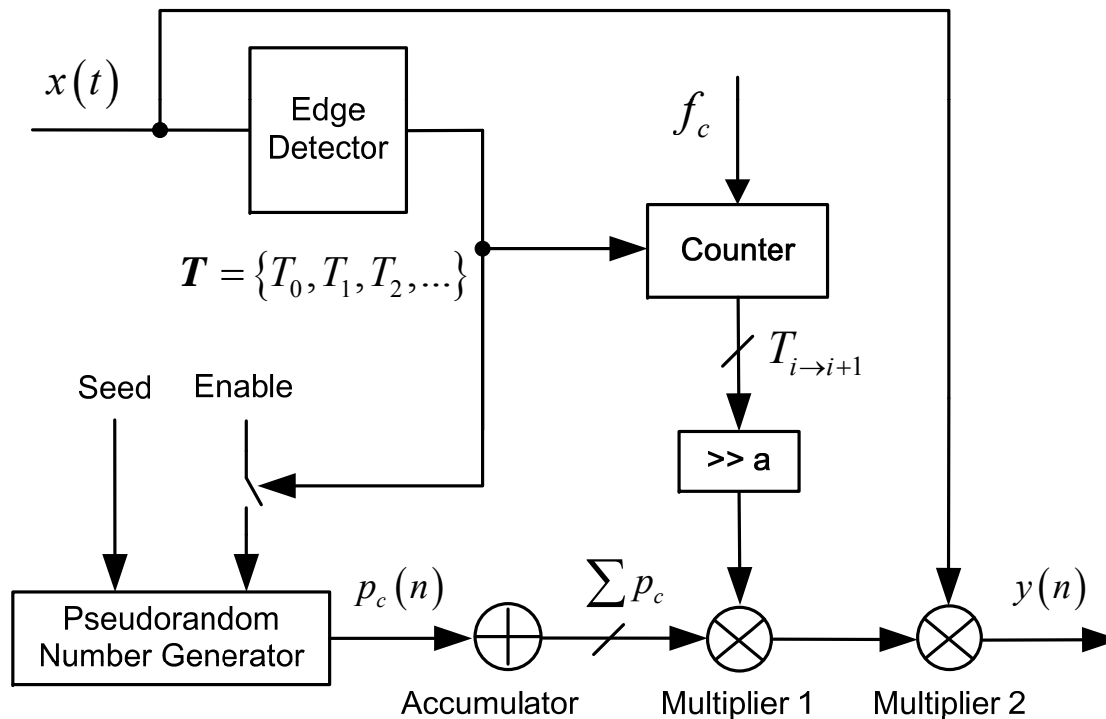 x(t)
Edge
Detector
f_c
Counter
T = {T_0, T_1, T_2, ...}
T_{i→i+1}
Seed
Enable
>> a
Pseudorandom
Number Generator
p_c(n)
∑ p_c
y(n)
Accumulator
Multiplier 1
Multiplier 2